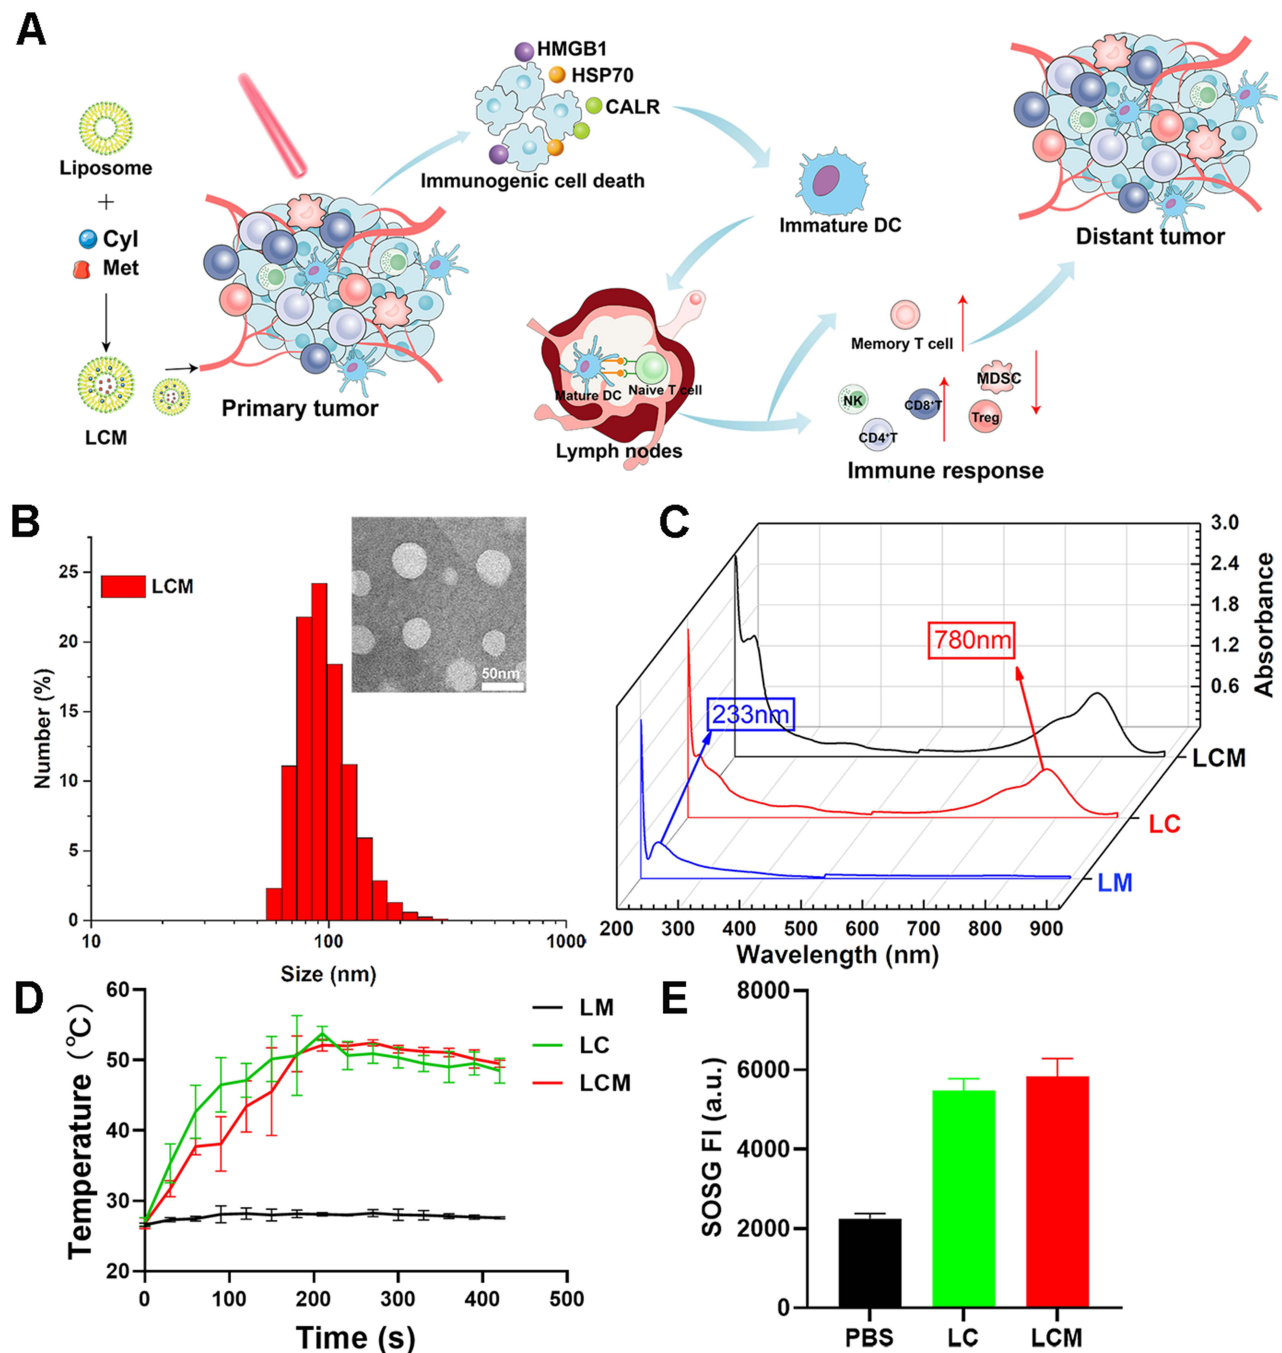 A
HMGB1
HSP70
CALR
Liposome
+
Cyl
Met
LCM
Immunogenic cell death
Immature DC
Distant tumor
Primary tumor
Mature DC
Naive T cell
Lymph nodes
Memory T cell
MDSC
NK
CD8+T
Treg
CD4+T
Immune response
B
LCM
50nm
25
20
15
10
5
0
Number (%)
10
100
1000
Size (nm)
C
3.0
2.4
1.8
1.2
0.6
Absorbance
780nm
233nm
LCM
LC
LM
200 300 400 500 600 700 800 900
Wavelength (nm)
D
60
50
40
30
20
Temperature (℃)
LM
LC
LCM
0 100 200 300 400 500
Time (s)
E
8000
6000
4000
2000
0
SOSG FI (a.u.)
PBS LC LCM